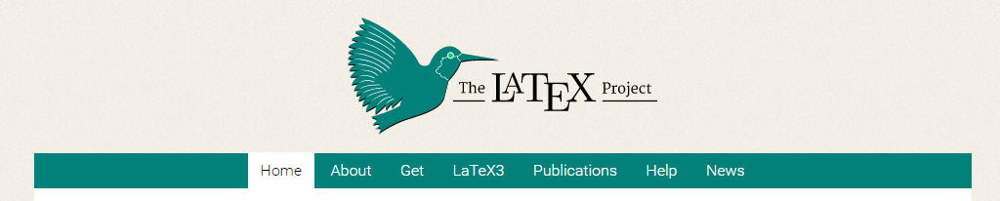 The LATEX Project
Home About Get LaTeX3 Publications Help News